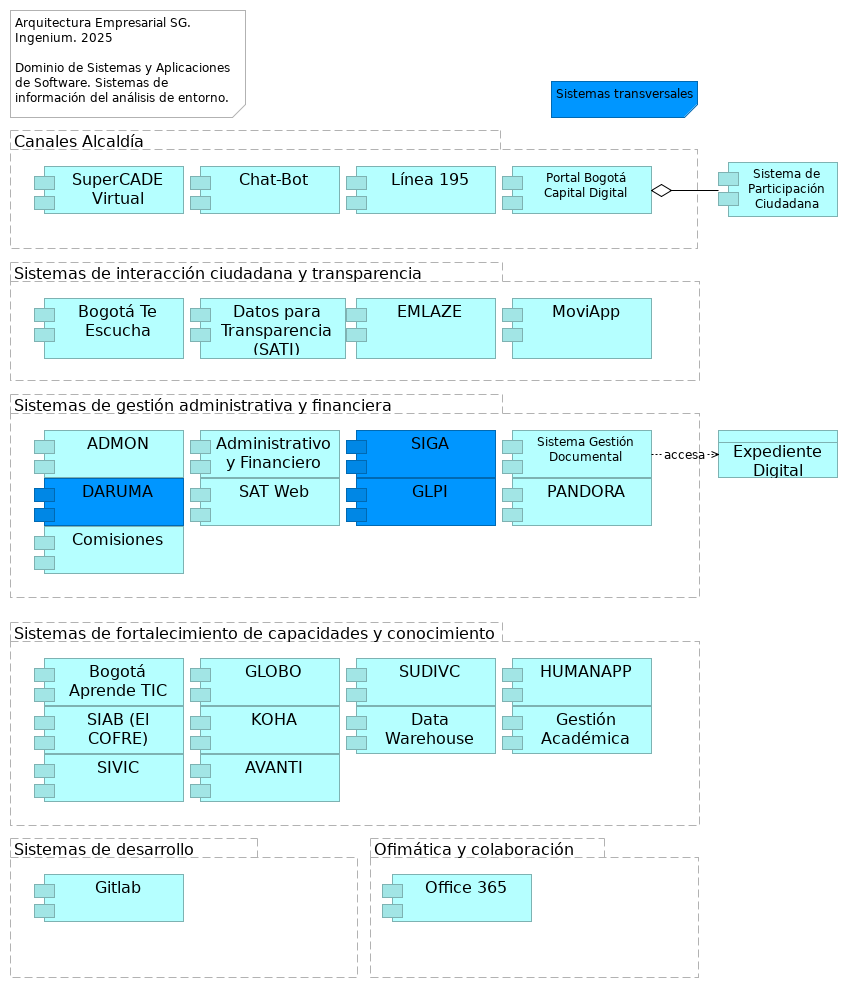 Arquitectura Empresarial SG.
Ingenium. 2025
Dominio de Sistemas y Aplicaciones
de Software. Sistemas de
información del análisis de entorno.
Sistemas transversales
Canales Alcaldía
SuperCADE
Virtual
Chat-Bot
Línea 195
Portal Bogotá
Capital Digital
Sistema de
Participación
Ciudadana
Sistemas de interacción ciudadana y transparencia
Bogotá Te
Escucha
Datos para
Transparencia
(SATI)
EMLAZE
MoviApp
Sistemas de gestión administrativa y financiera
ADMON
Administrativo
y Financiero
SIGA
Sistema Gestión
Documental
accesa
Expediente
Digital
DARUMA
SAT Web
GLPI
PANDORA
Comisiones
Sistemas de fortalecimiento de capacidades y conocimiento
Bogotá
Aprende TIC
GLOBO
SUDIVC
HUMANAPP
SIAB (El
COFRE)
KOHA
Data
Warehouse
Gestión
Académica
SIVIC
AVANTI
Sistemas de desarrollo
Gitlab
Ofimática y colaboración
Office 365